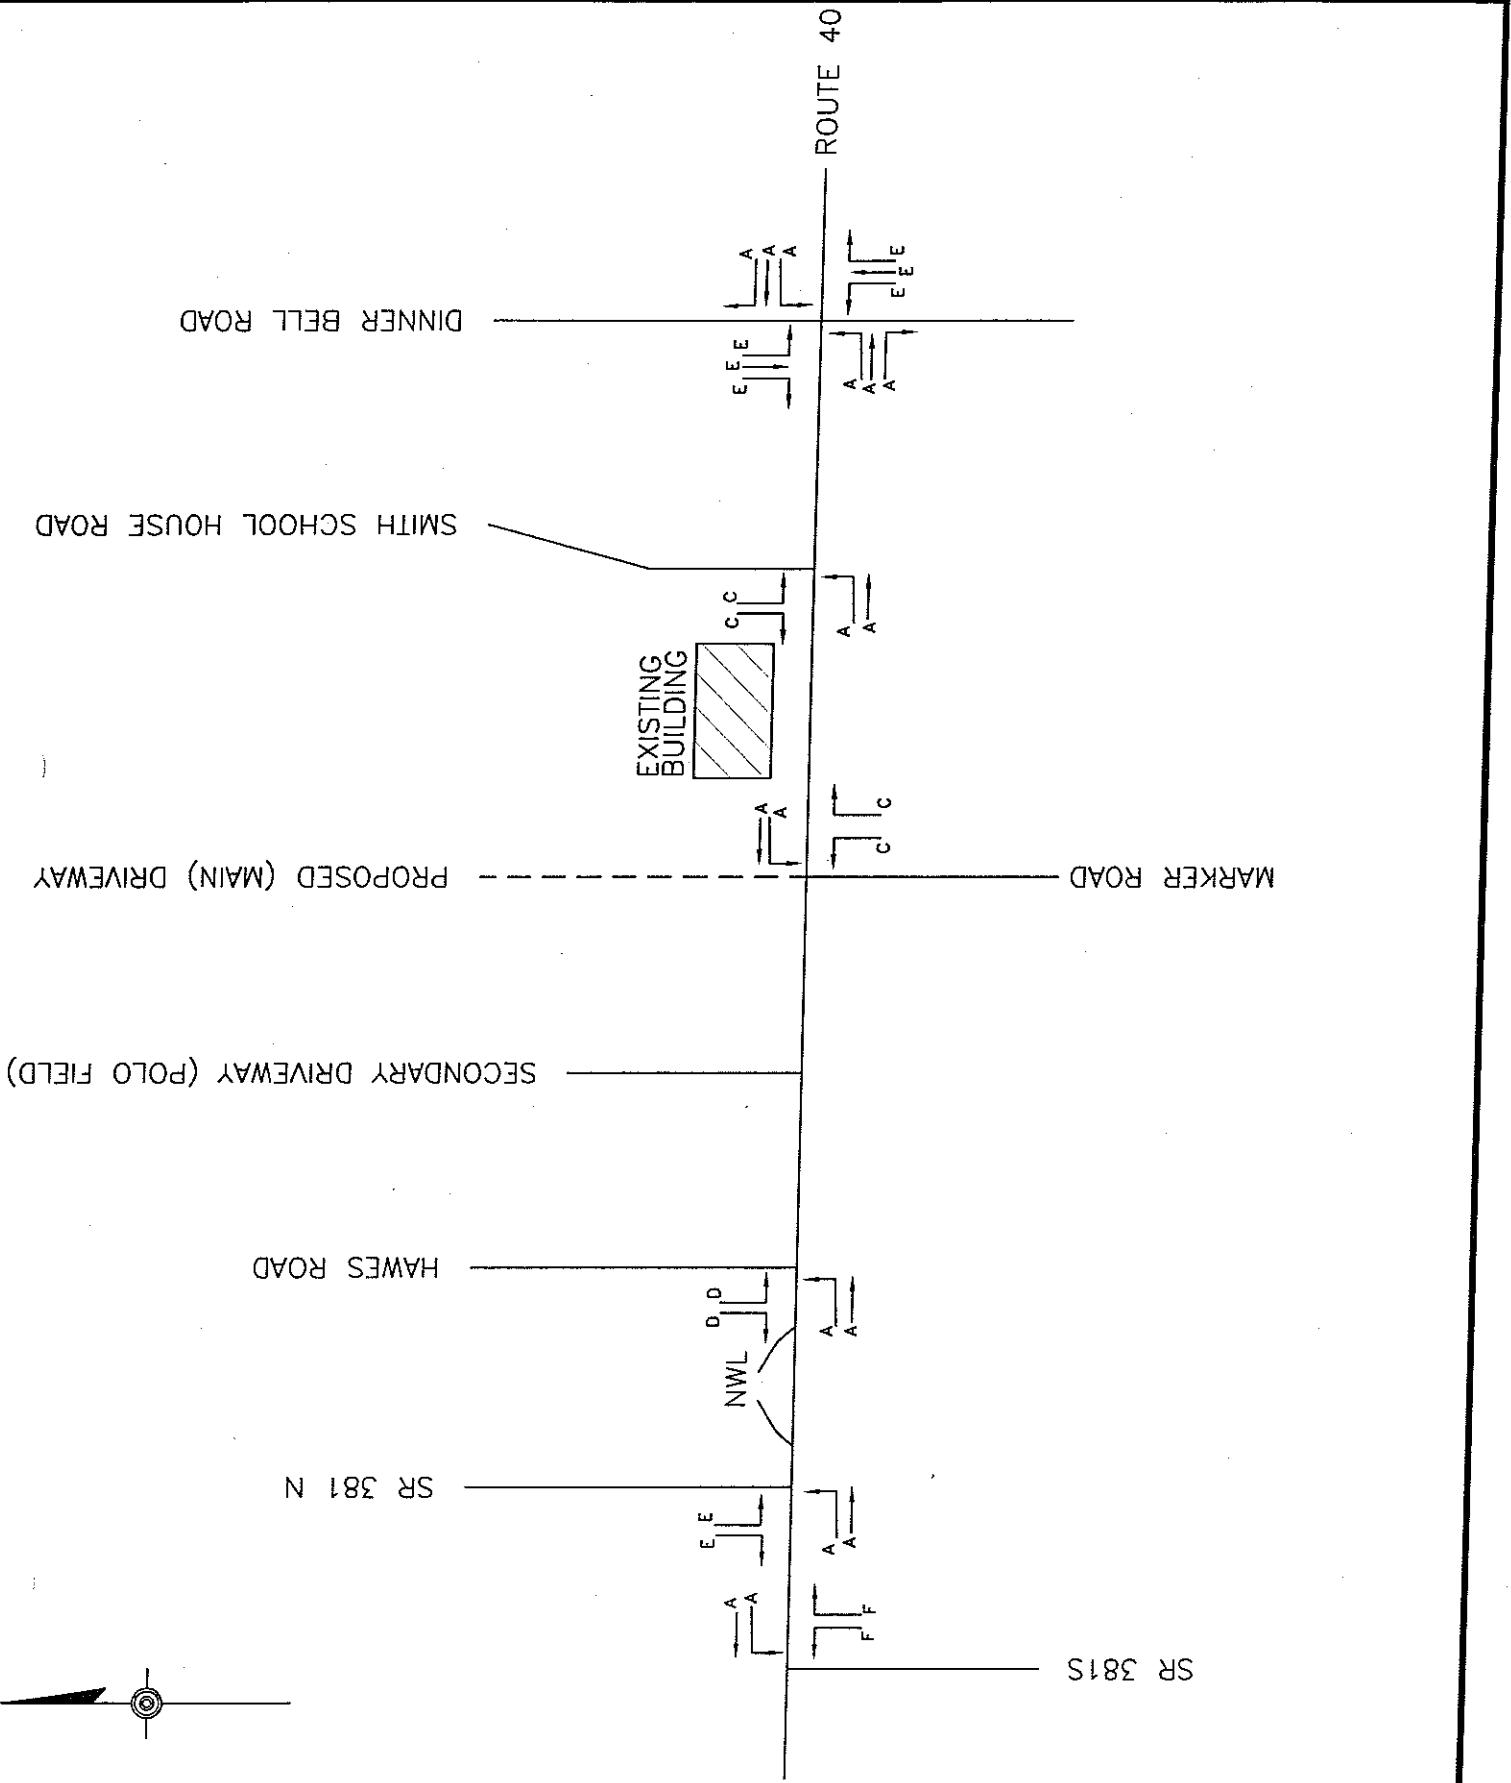 ROUTE 40
A
A
A
E
E
E
DINNER BELL ROAD
E
E
E
A
A
A
SMITH SCHOOL HOUSE ROAD
C
C
A
A
EXISTING
BUILDING
A
A
C
C
PROPOSED (MAIN) DRIVEWAY
MARKER ROAD
SECONDARY DRIVEWAY (POLO FIELD)
HAWES ROAD
D
D
A
A
NWL
SR 381 N
E
E
A
A
A
A
F
F
SR 381S